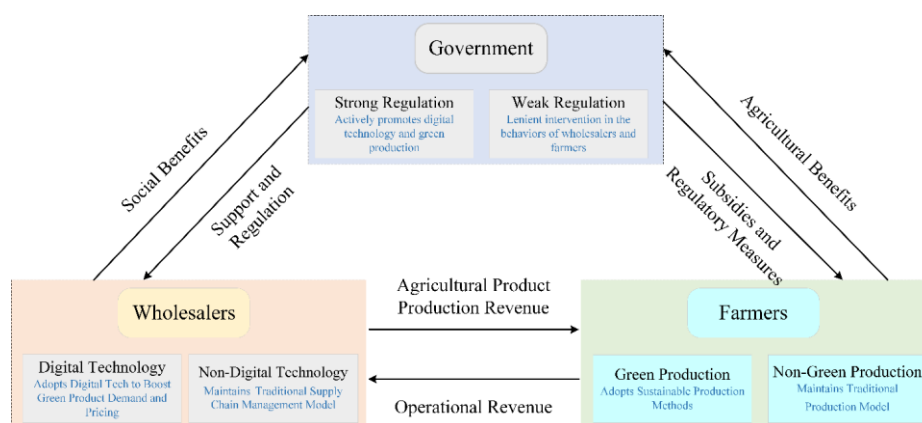 Government
Strong Regulation
Actively promotes digital
technology and green
production
Weak Regulation
Lenient intervention in the
behaviors of wholesalers and
farmers
Social Benefits
Support and
Regulation
Subsidies and
Regulatory Measures
Agricultural Benefits
Wholesalers
Digital Technology
Adopts Digital Tech to Boost
Green Product Demand and
Pricing
Non-Digital Technology
Maintains Traditional Supply
Chain Management Model
Agricultural Product
Production Revenue
Operational Revenue
Farmers
Green Production
Adopts Sustainable Production
Methods
Non-Green Production
Maintains Traditional
Production Model